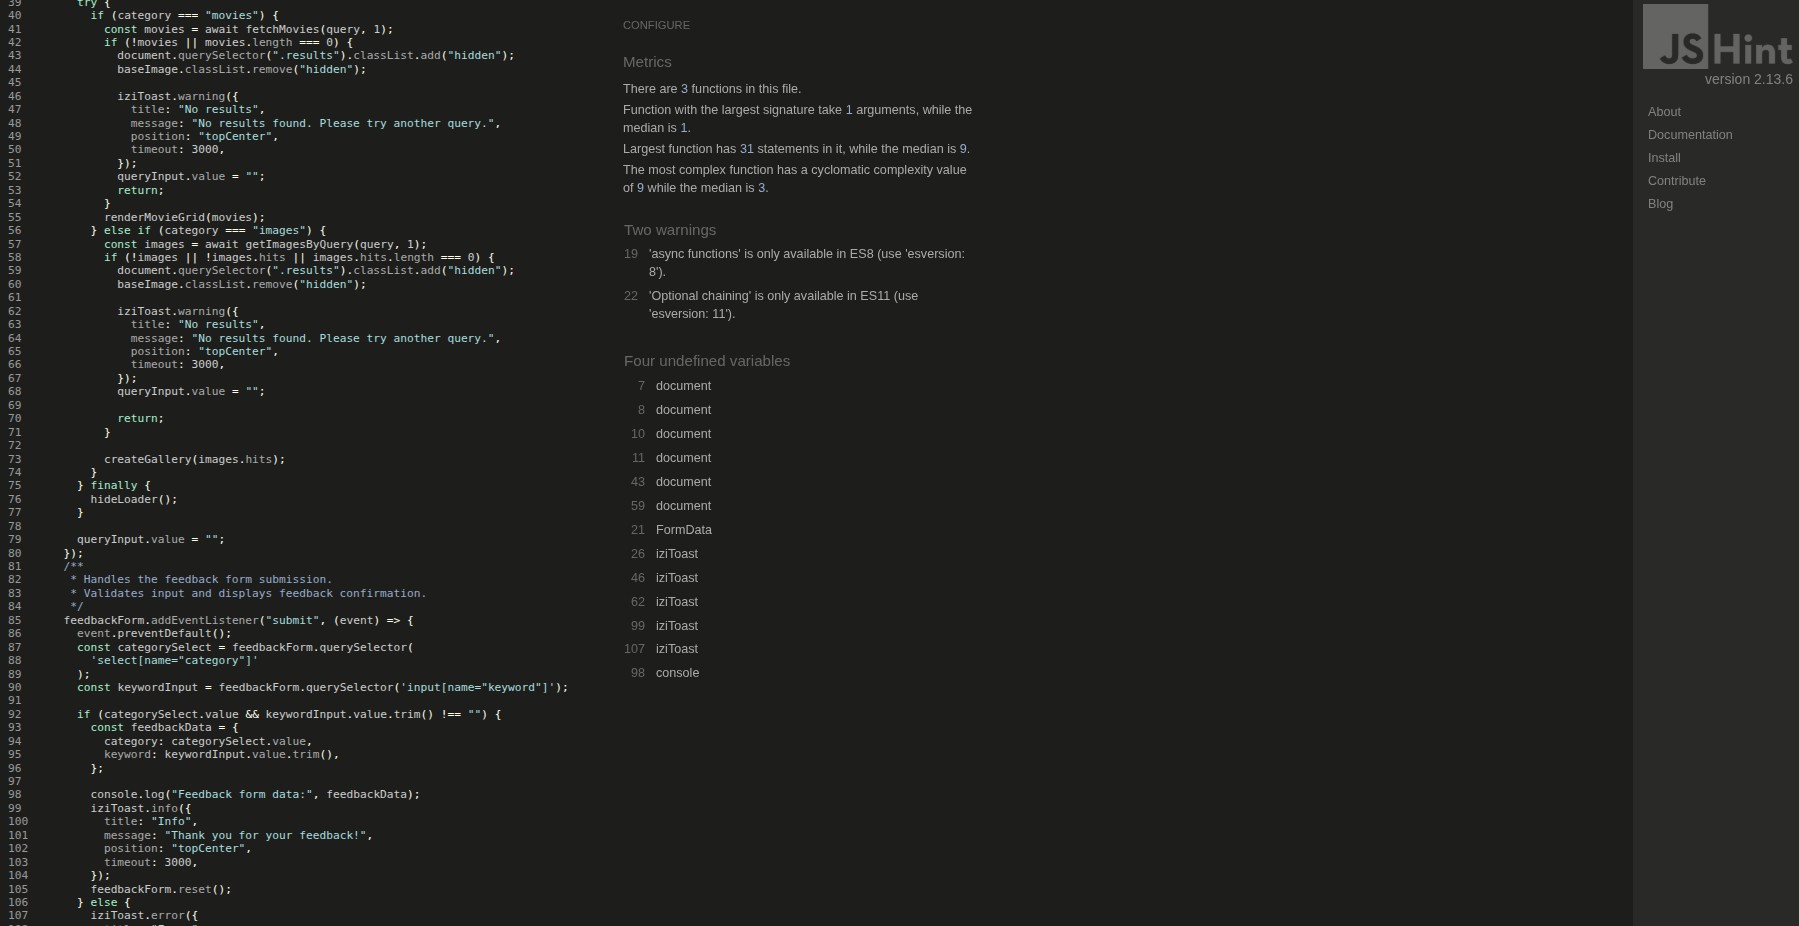 39 try {
40 if (category === "movies") {
41 const movies = await fetchMovies(query, 1);
42 if (!movies || movies.length === 0) {
43 document.querySelector(".results").classList.add("hidden");
44 baseImage.classList.remove("hidden");
45
46 iziToast.warning({
47 title: "No results",
48 message: "No results found. Please try another query.",
49 position: "topCenter",
50 timeout: 3000,
51 });
52 queryInput.value = "";
53 return;
54 }
55 renderMovieGrid(movies);
56 } else if (category === "images") {
57 const images = await getImagesByQuery(query, 1);
58 if (!images || !images.hits || images.hits.length === 0) {
59 document.querySelector(".results").classList.add("hidden");
60 baseImage.classList.remove("hidden");
61
62 iziToast.warning({
63 title: "No results",
64 message: "No results found. Please try another query.",
65 position: "topCenter",
66 timeout: 3000,
67 });
68 queryInput.value = "";
69
70 return;
71 }
72
73 createGallery(images.hits);
74 }
75 } finally {
76 hideLoader();
77 }
78
79 queryInput.value = "";
80 });
81 /**
82 * Handles the feedback form submission.
83 * Validates input and displays feedback confirmation.
84 */
85 feedbackForm.addEventListener("submit", (event) => {
86 event.preventDefault();
87 const categorySelect = feedbackForm.querySelector(
88 'select[name="category"]'
89 );
90 const keywordInput = feedbackForm.querySelector('input[name="keyword"]');
91
92 if (categorySelect.value && keywordInput.value.trim() !== "") {
93 const feedbackData = {
94 category: categorySelect.value,
95 keyword: keywordInput.value.trim(),
96 };
97
98 console.log("Feedback form data:", feedbackData);
99 iziToast.info({
100 title: "Info",
101 message: "Thank you for your feedback!",
102 position: "topCenter",
103 timeout: 3000,
104 });
105 feedbackForm.reset();
106 } else {
107 iziToast.error({
CONFIGURE
Metrics
There are 3 functions in this file.
Function with the largest signature take 1 arguments, while the
median is 1.
Largest function has 31 statements in it, while the median is 9.
The most complex function has a cyclomatic complexity value
of 9 while the median is 3.
Two warnings
19 'async functions' is only available in ES8 (use 'esversion:
8').
22 'Optional chaining' is only available in ES11 (use
'esversion: 11').
Four undefined variables
7 document
8 document
10 document
11 document
43 document
59 document
21 FormData
26 iziToast
46 iziToast
62 iziToast
99 iziToast
107 iziToast
98 console
JSHint
version 2.13.6
About
Documentation
Install
Contribute
Blog